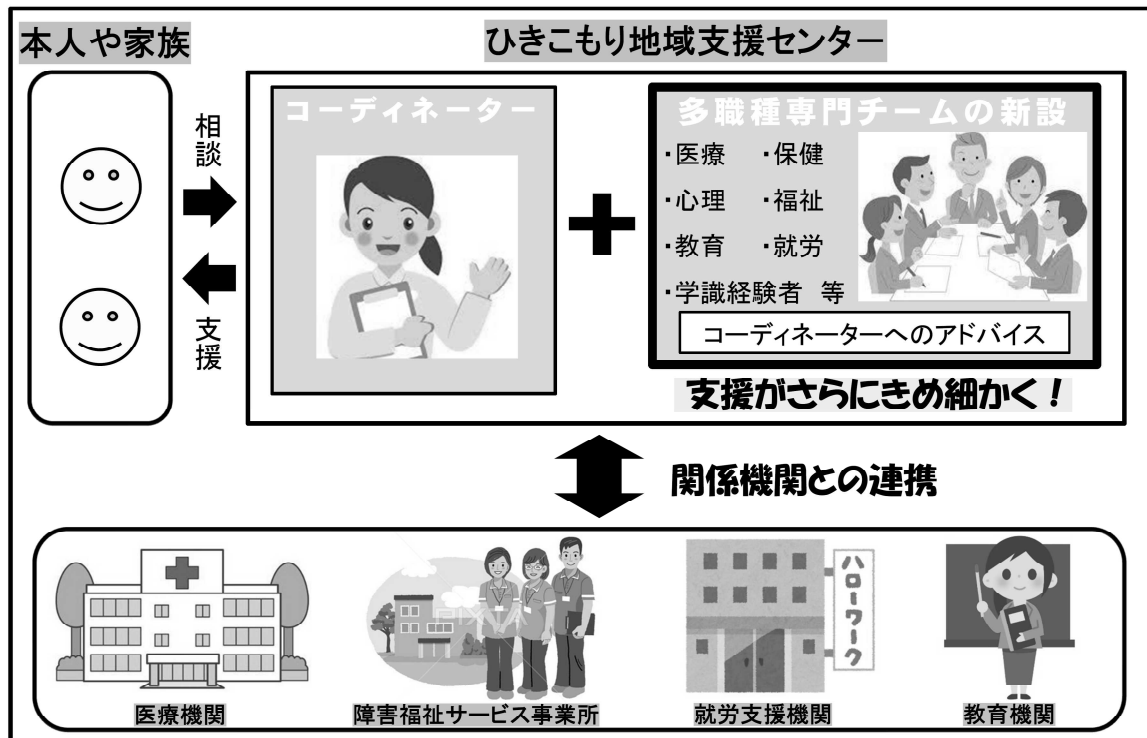 本人や家族
ひきこもり地域支援センター
相談
支援
コーディネーター
多職種専門チームの新設
・医療 ・保健
・心理 ・福祉
・教育 ・就労
・学識経験者 等
コーディネーターへのアドバイス
支援がさらにきめ細かく！
関係機関との連携
ハローワーク
医療機関
障害福祉サービス事業所
就労支援機関
教育機関